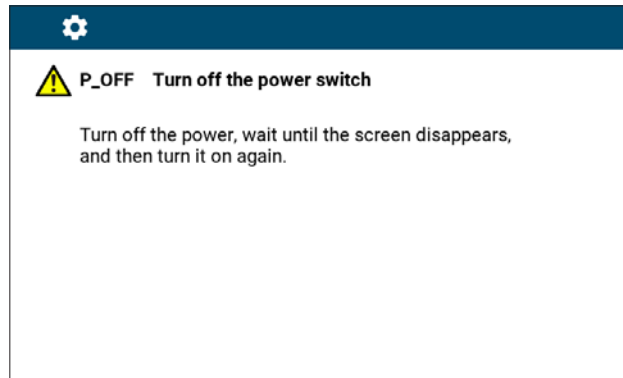 P_OFF Turn off the power switch
Turn off the power, wait until the screen disappears,
and then turn it on again.